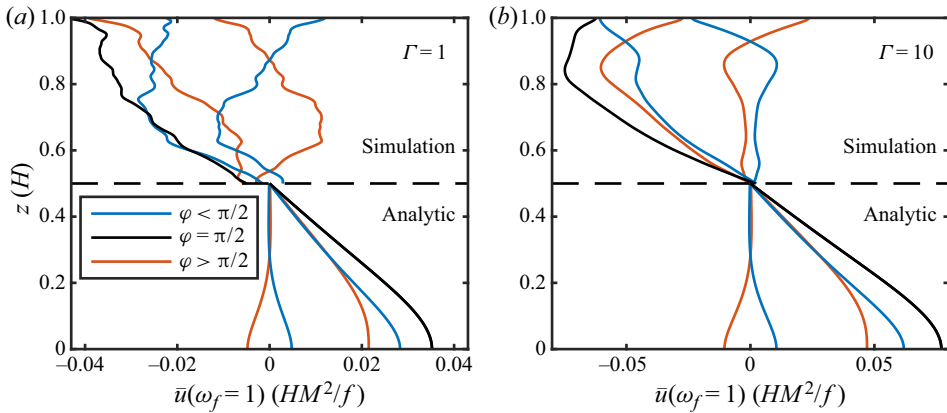 (a)
1.0
Γ = 1
0.8
0.6
Simulation
z (H)
0.4
Analytic
φ < π/2
φ = π/2
φ > π/2
0.2
0
−0.04 −0.02 0 0.02 0.04
ū(ω_f = 1) (HM²/f)
(b)
1.0
Γ = 10
0.8
0.6
Simulation
0.4
Analytic
0.2
0
−0.05 0 0.05
ū(ω_f = 1) (HM²/f)